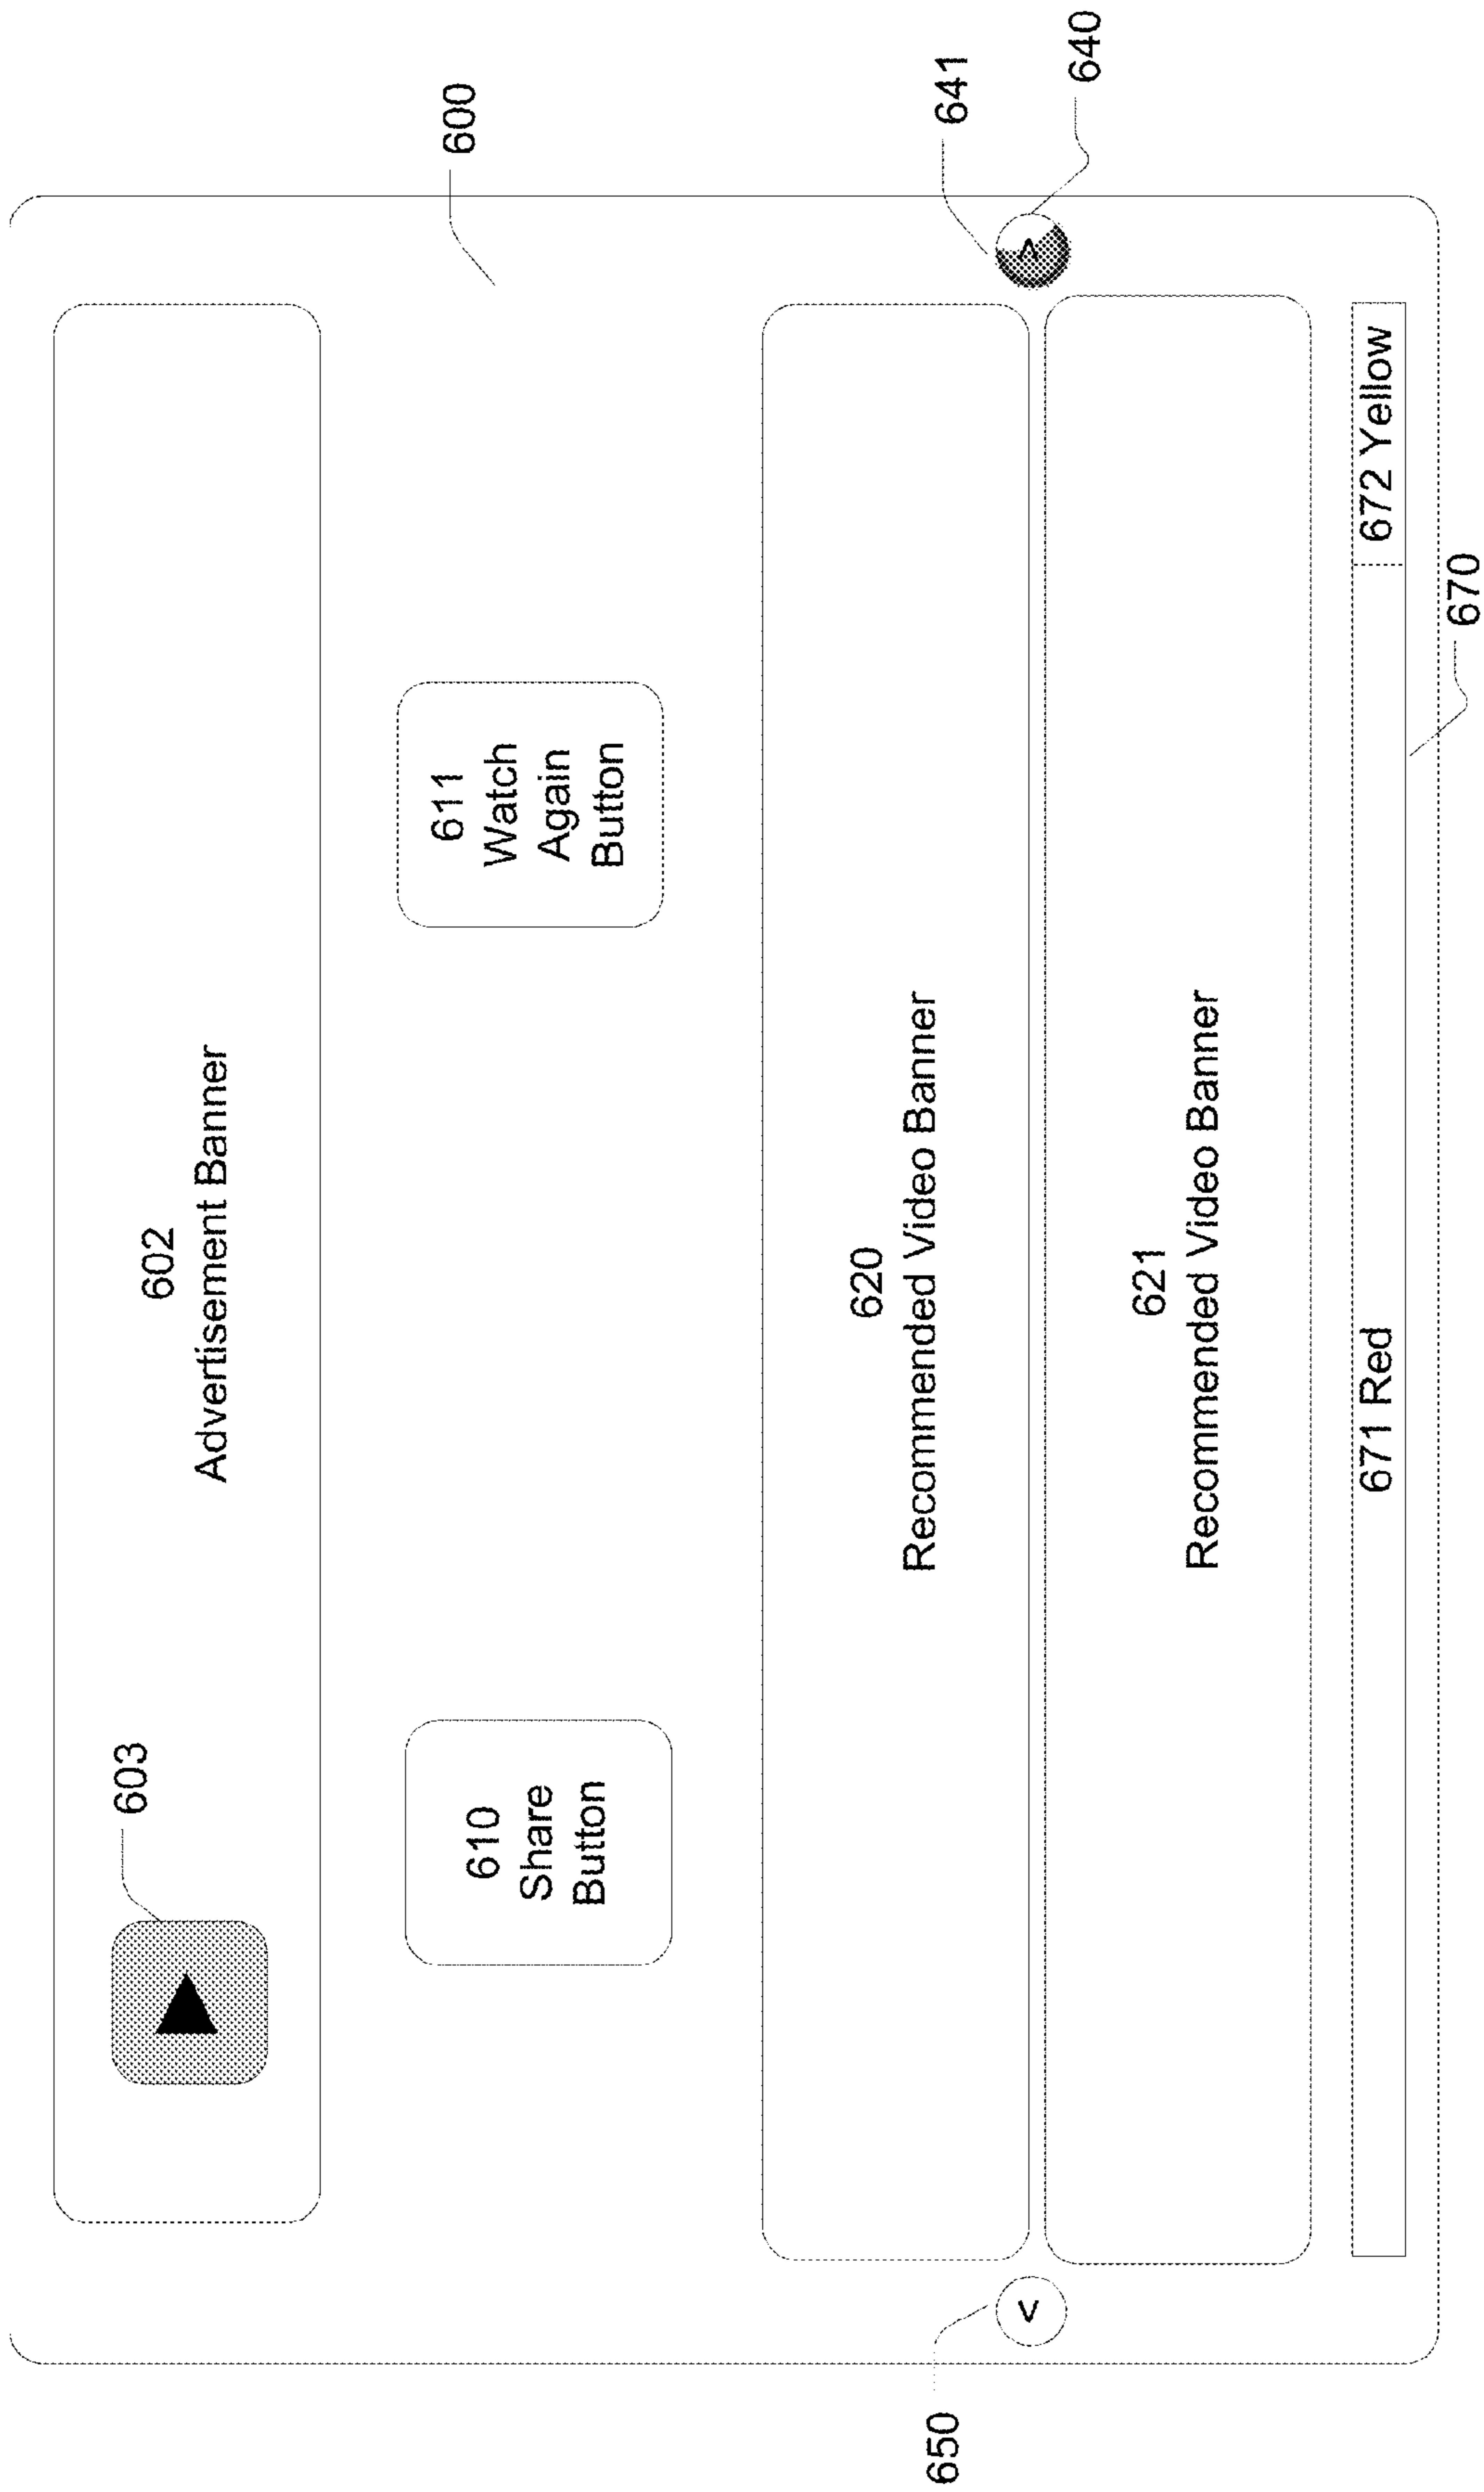 603
602
Advertisement Banner
600
611
Watch
Again
Button
610
Share
Button
620
Recommended Video Banner
650
641
<
>
640
621
Recommended Video Banner
671 Red
672 Yellow
670